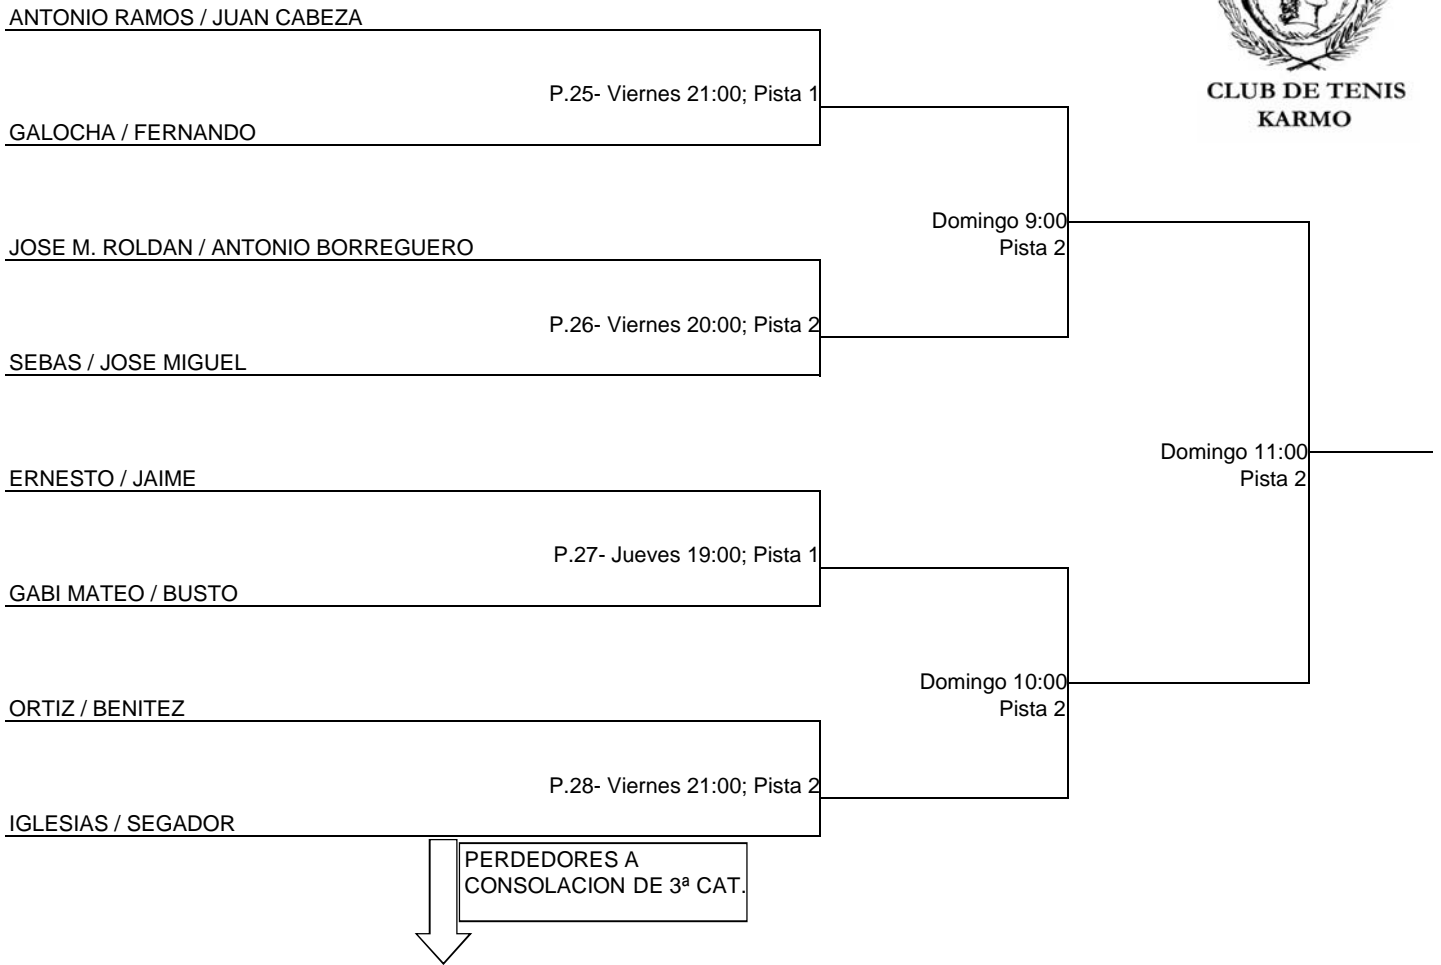 ANTONIO RAMOS / JUAN CABEZA
P.25- Viernes 21:00; Pista 1
CLUB DE TENIS
KARMO
GALOCHA / FERNANDO
Domingo 9:00
Pista 2
JOSE M. ROLDAN / ANTONIO BORREGUERO
P.26- Viernes 20:00; Pista 2
SEBAS / JOSE MIGUEL
Domingo 11:00
Pista 2
ERNESTO / JAIME
P.27- Jueves 19:00; Pista 1
GABI MATEO / BUSTO
Domingo 10:00
Pista 2
ORTIZ / BENITEZ
P.28- Viernes 21:00; Pista 2
IGLESIAS / SEGADOR
PERDEDORES A
CONSOLACION DE 3ª CAT.